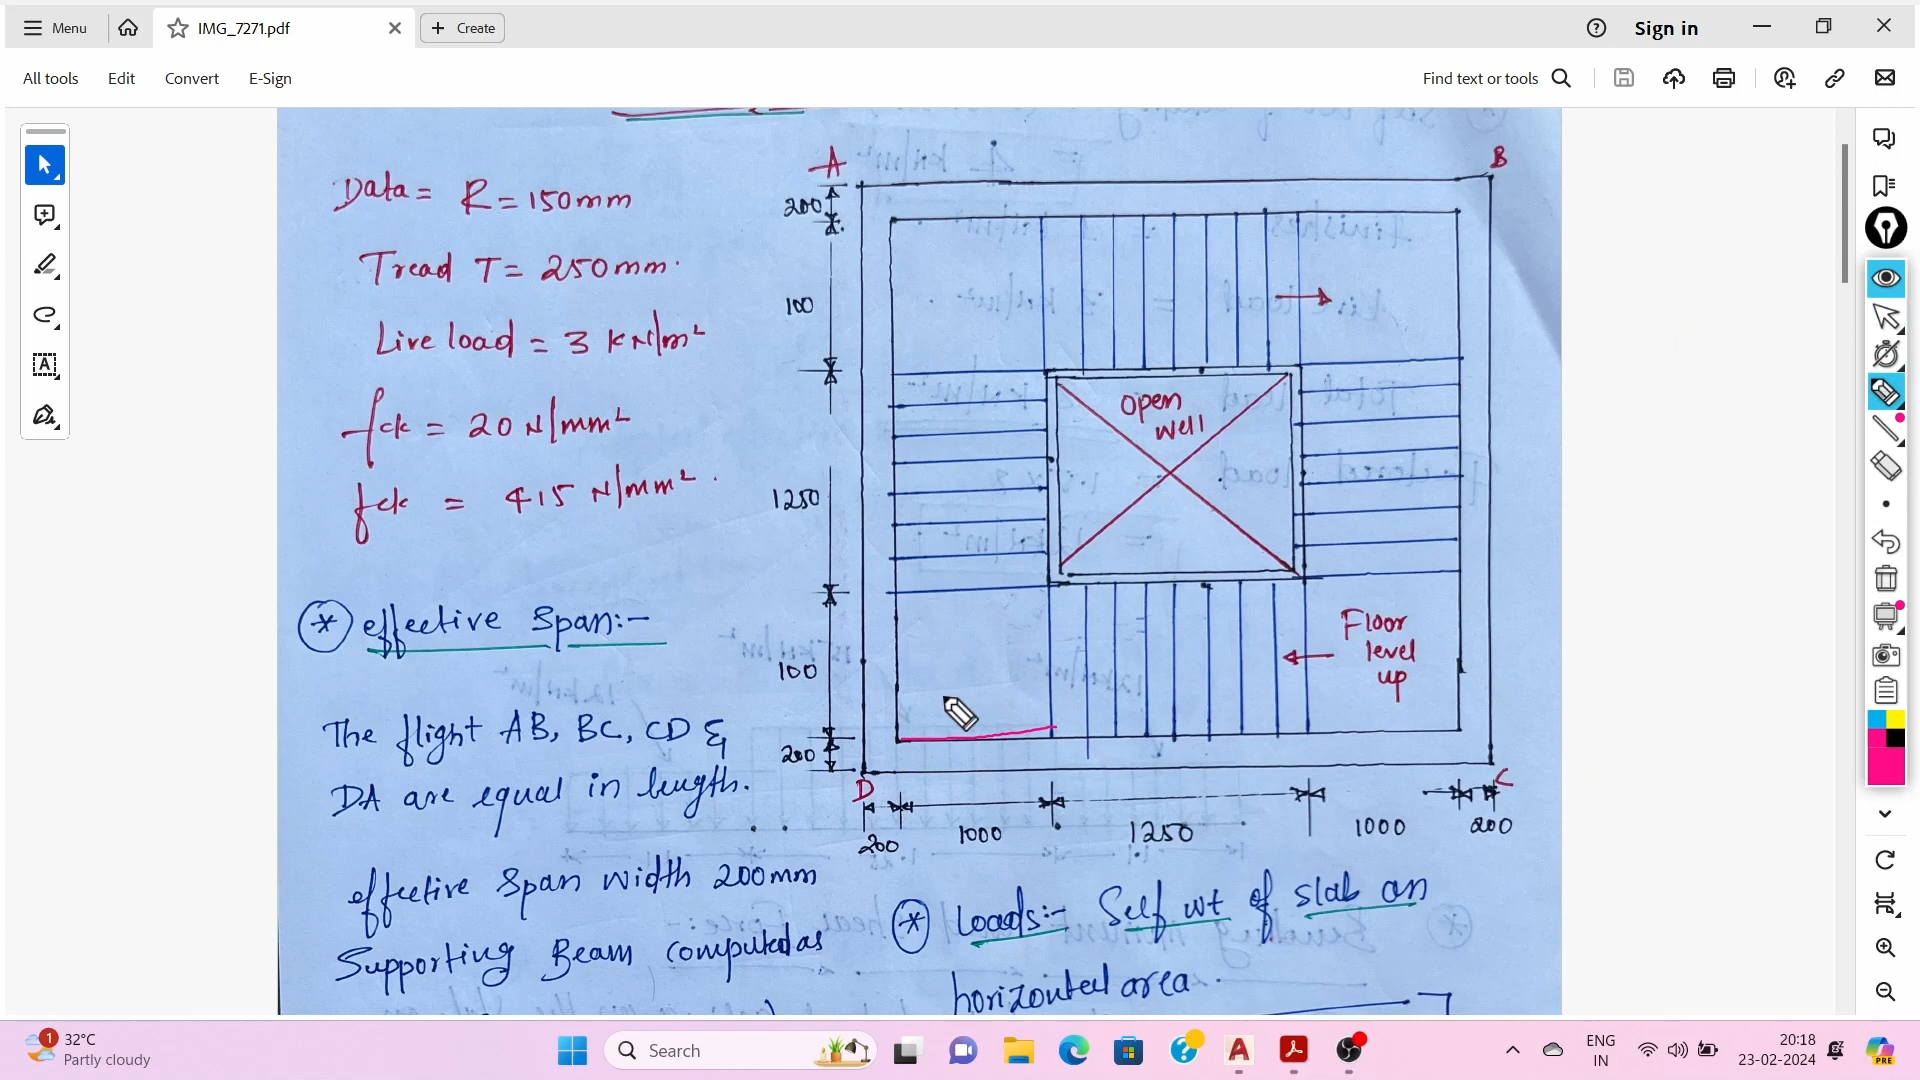 Menu
IMG_7271.pdf
Create
Sign in
All tools
Edit
Convert
E-Sign
Find text or tools
Data = R = 150mm
Tread T = 250mm.
Live load = 3 kN/m²
fck = 20 N/mm²
fck = 415 N/mm².
* effective Span:-
The flight AB, BC, CD &
DA are equal in length.
effective Span width 200mm
Supporting Beam computed as
A
B
200
100
1250
100
200
open
well
Floor
level
up
D
C
200
1000
1250
1000
200
* Loads:- Self wt of slab on
horizontal area.
1
32°C
Partly cloudy
Search
ENG
IN
20:18
23-02-2024
PRE